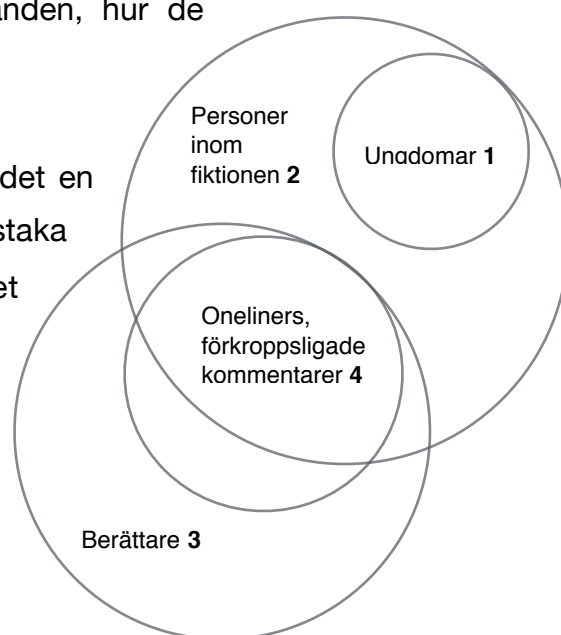 anden, hur de
det en
staka
et
Personer
inom
fiktionen 2
Ungdomar 1
Oneliners,
förkroppsligade
kommentarer 4
Berättare 3